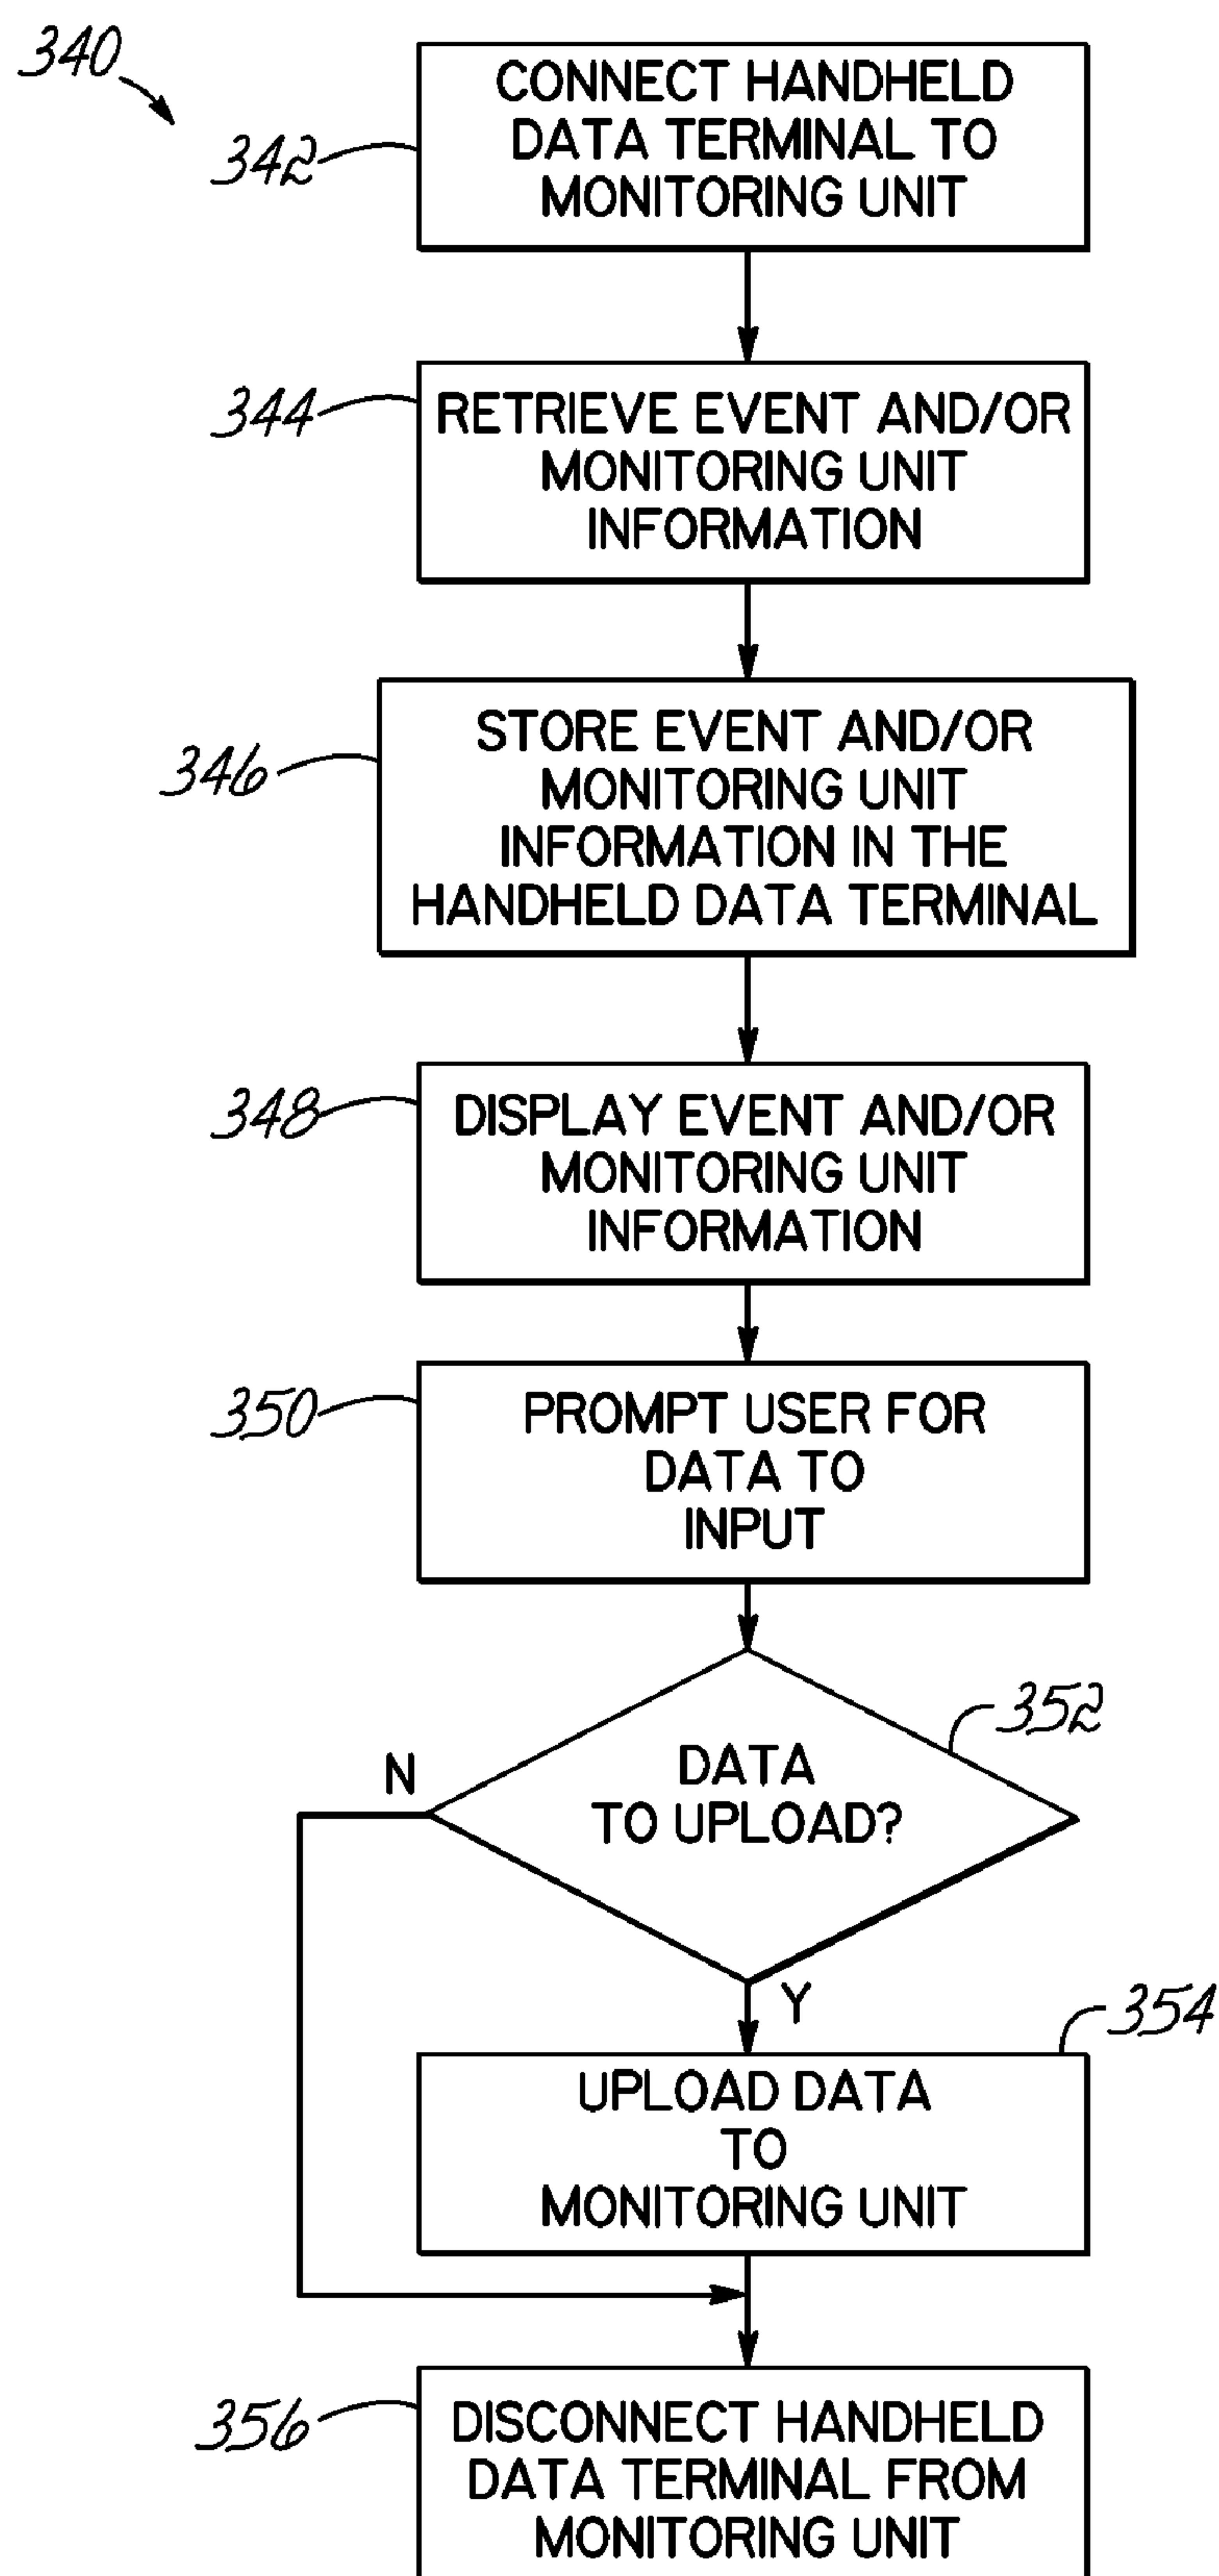 340
342
CONNECT HANDHELD
DATA TERMINAL TO
MONITORING UNIT
344
RETRIEVE EVENT AND/OR
MONITORING UNIT
INFORMATION
346
STORE EVENT AND/OR
MONITORING UNIT
INFORMATION IN THE
HANDHELD DATA TERMINAL
348
DISPLAY EVENT AND/OR
MONITORING UNIT
INFORMATION
350
PROMPT USER FOR
DATA TO
INPUT
352
DATA
TO UPLOAD?
N
Y
354
UPLOAD DATA
TO
MONITORING UNIT
356
DISCONNECT HANDHELD
DATA TERMINAL FROM
MONITORING UNIT